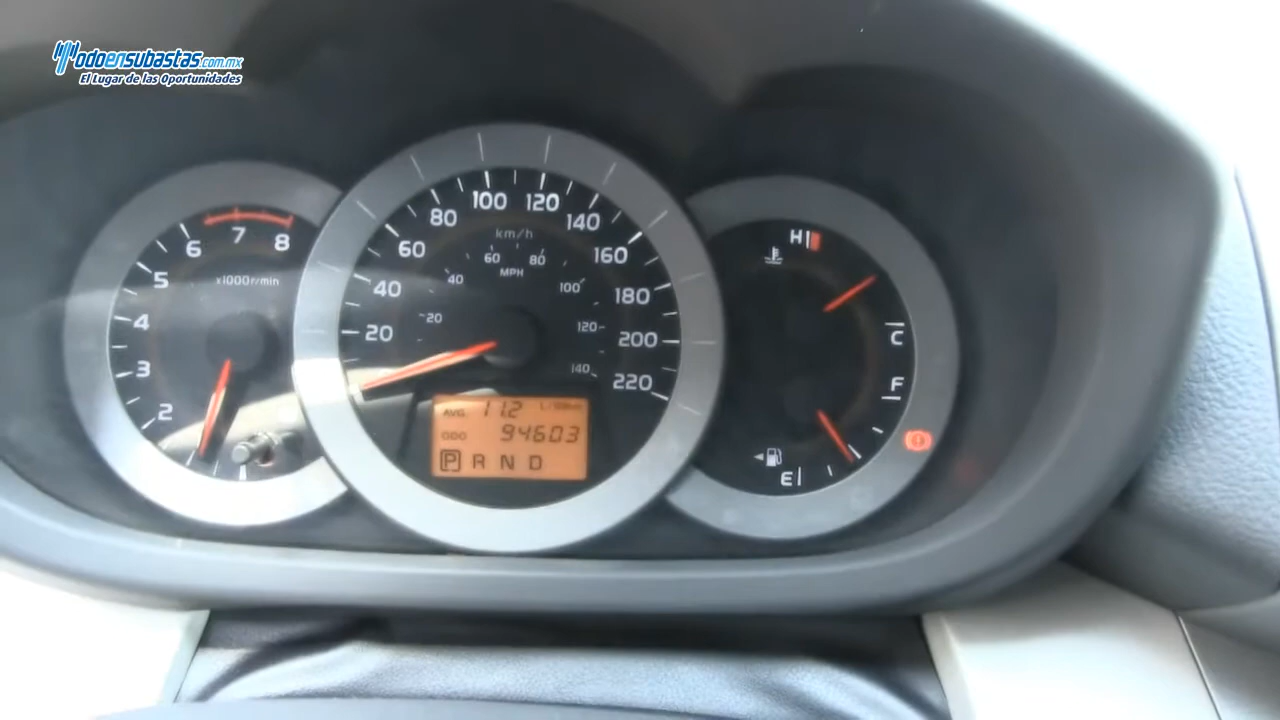 todoensubastas.com.mx
El Lugar de las Oportunidades
2 3 4 5 6 7 8
x1000r/min
20 40 60 80 100 120 140 160 180 200 220
km/h
20 40 60 80 100 120 140
MPH
AVG. 11.2
ODO 94603
P R N D
HI
C
F
E